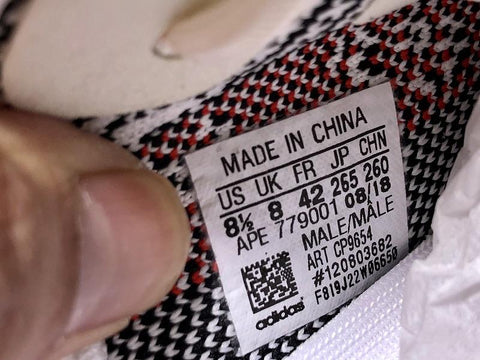 MADE IN CHINA
US UK FR JP CHN
8½ 8 42 265 260
APE 779001 08/18
MALE/MALE
ART CP9654
#120803682
F819J22W06650
adidas